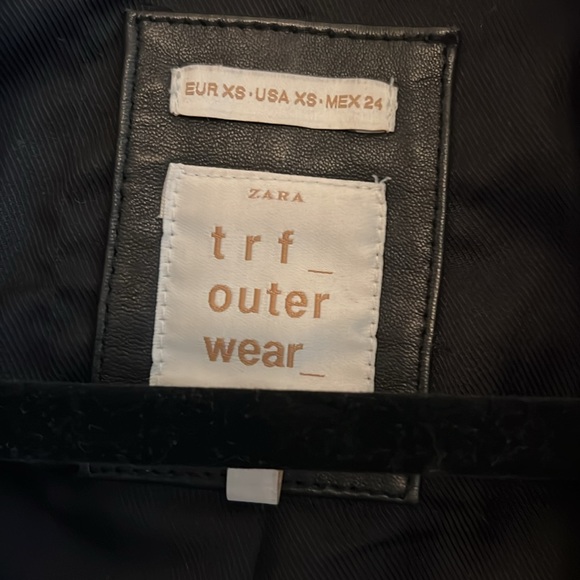 EUR XS · USA XS · MEX 24
ZARA
trf_
outer
wear_